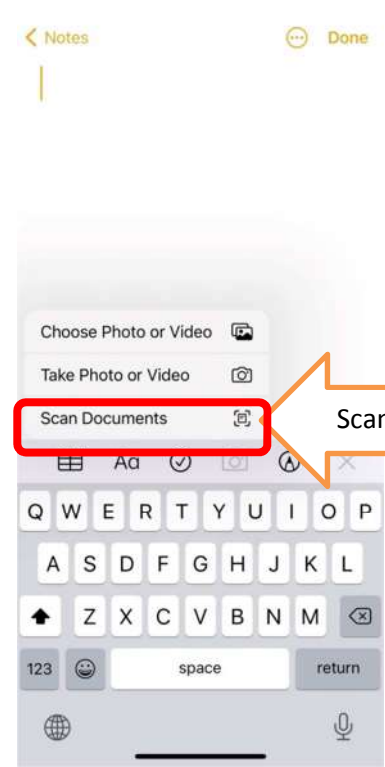 Notes Done
Choose Photo or Video
Take Photo or Video
Scan Documents
Scan
Aa
Q W E R T Y U I O P
A S D F G H J K L
Z X C V B N M
123 space return